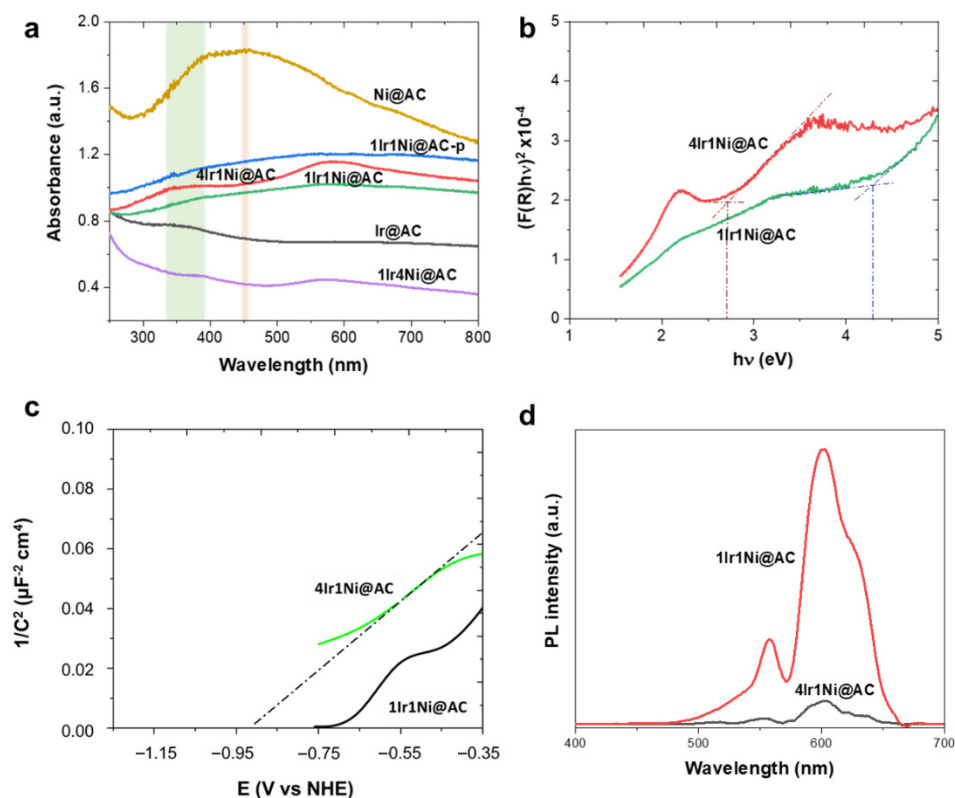 a
Absorbance (a.u.)
2.0
1.6
1.2
0.8
0.4
Ni@AC
1Ir1Ni@AC-p
4Ir1Ni@AC
1Ir1Ni@AC
Ir@AC
1Ir4Ni@AC
300 400 500 600 700 800
Wavelength (nm)
b
(F(R)hν)² x10⁻⁴
5
4
3
2
1
0
4Ir1Ni@AC
1Ir1Ni@AC
1 2 3 4 5
hν (eV)
c
1/C² (µF⁻² cm⁴)
0.10
0.08
0.06
0.04
0.02
0.00
4Ir1Ni@AC
1Ir1Ni@AC
−1.15 −0.95 −0.75 −0.55 −0.35
E (V vs NHE)
d
PL intensity (a.u.)
1Ir1Ni@AC
4Ir1Ni@AC
400 500 600 700
Wavelength (nm)